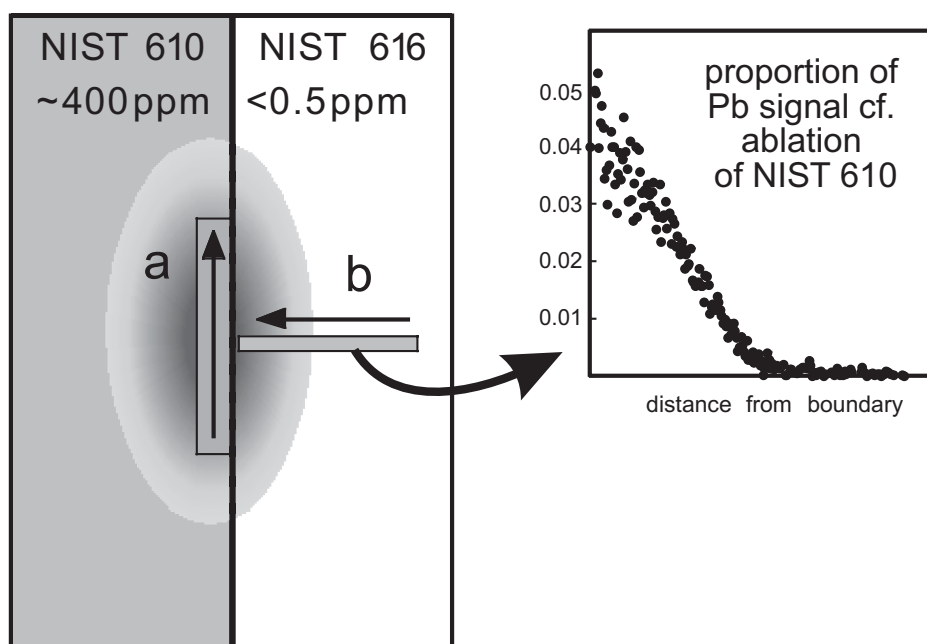 NIST 610
~400ppm
NIST 616
<0.5ppm
a
b
proportion of
Pb signal cf.
ablation
of NIST 610
0.05
0.04
0.03
0.02
0.01
distance from boundary